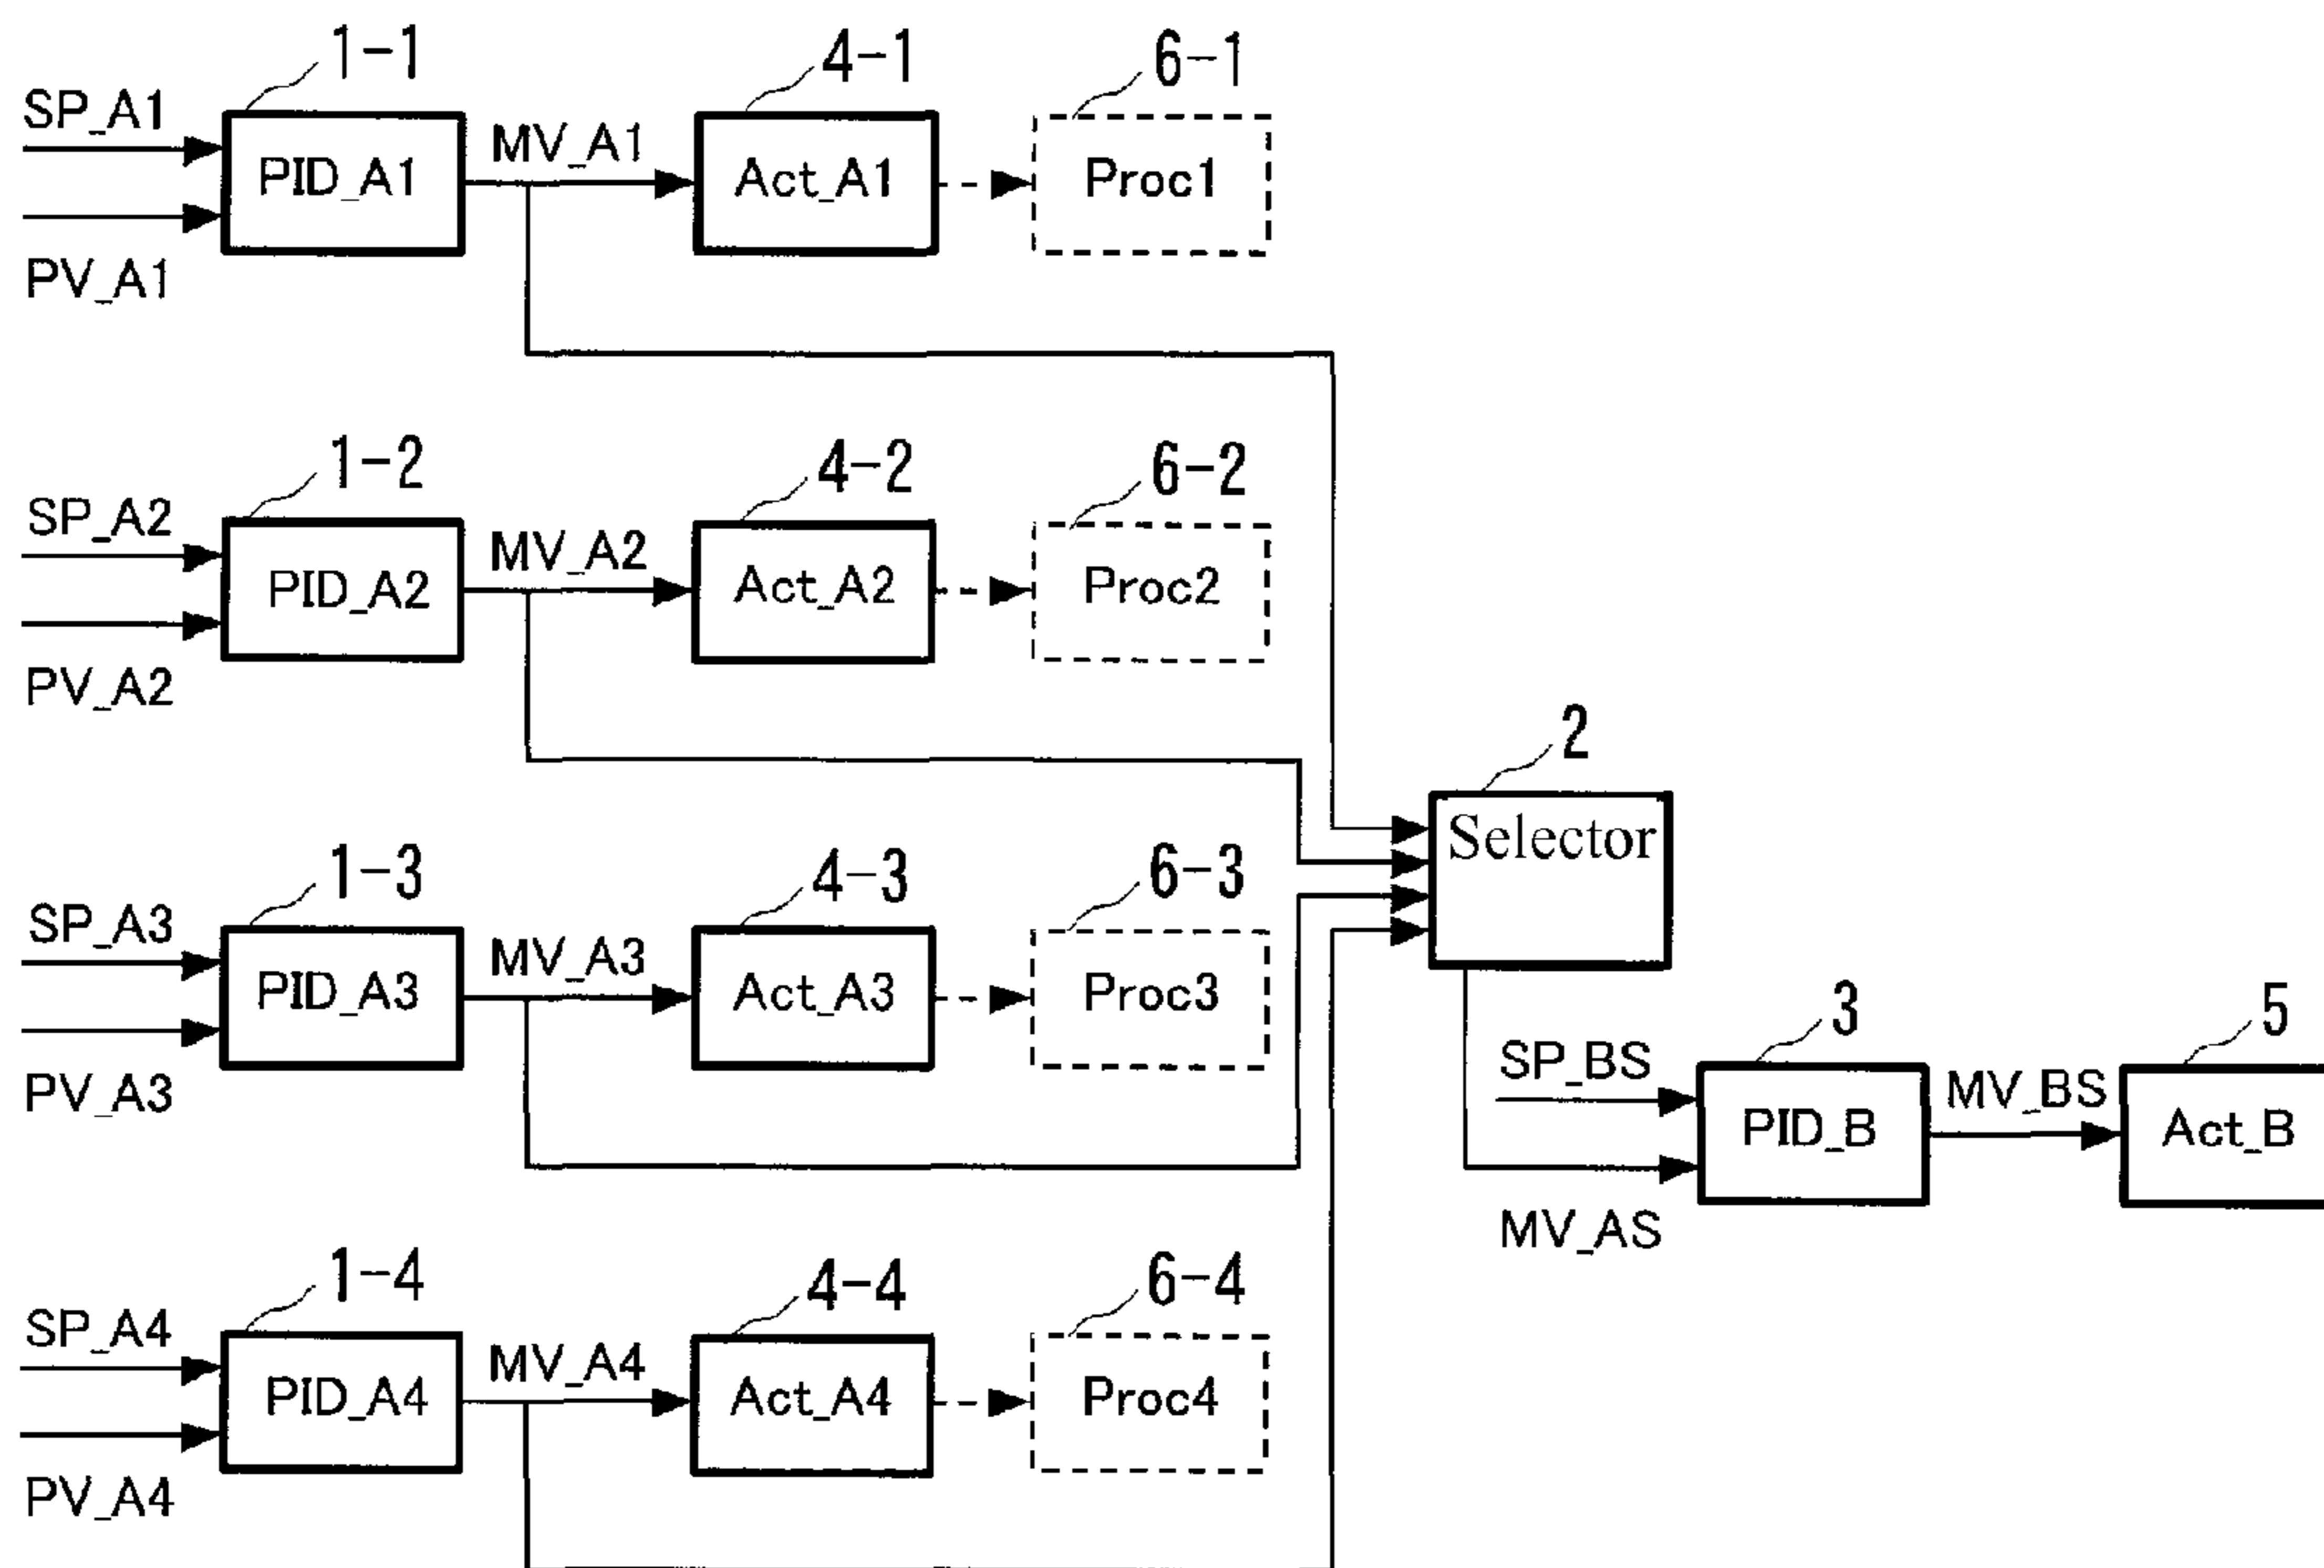 1-1
4-1
6-1
SP_A1
PID_A1
MV_A1
Act_A1
Proc1
PV_A1
1-2
4-2
6-2
SP_A2
PID_A2
MV_A2
Act_A2
Proc2
PV_A2
2
Selector
1-3
4-3
6-3
SP_A3
PID_A3
MV_A3
Act_A3
Proc3
PV_A3
3
5
SP_BS
PID_B
MV_BS
Act_B
MV_AS
1-4
4-4
6-4
SP_A4
PID_A4
MV_A4
Act_A4
Proc4
PV_A4